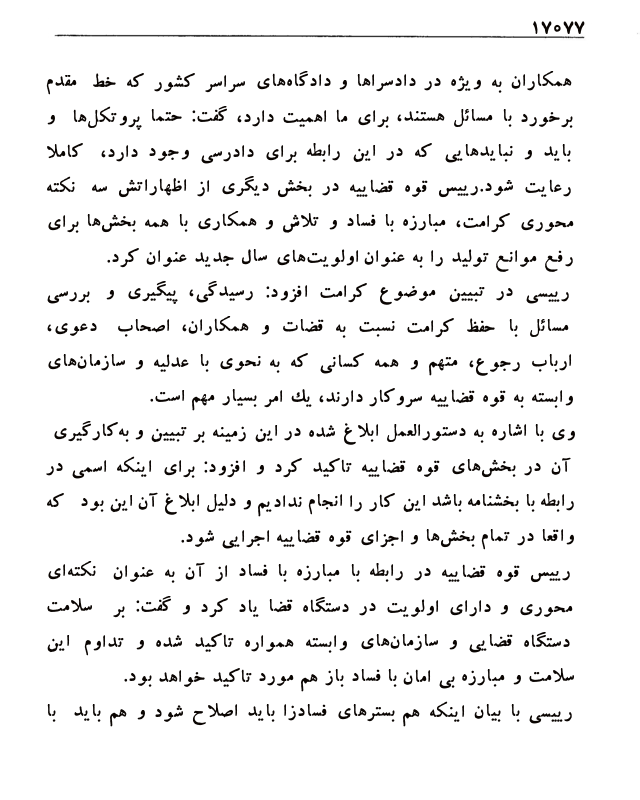 ۱۷۰۷۷
همکاران به ویژه در دادسراها و دادگاه‌های سراسر کشور که خط مقدم
برخورد با مسائل هستند، برای ما اهمیت دارد، گفت: حتما پروتکل‌ها و
باید و نبایدهایی که در این رابطه برای دادرسی وجود دارد، کاملا
رعایت شود.رییس قوه قضاییه در بخش دیگری از اظهاراتش سه نکته
محوری کرامت، مبارزه با فساد و تلاش و همکاری با همه بخش‌ها برای
رفع موانع تولید را به عنوان اولویت‌های سال جدید عنوان کرد.
رییسی در تبیین موضوع کرامت افزود: رسیدگی، پیگیری و بررسی
مسائل با حفظ کرامت نسبت به قضات و همکاران، اصحاب دعوی،
ارباب رجوع، متهم و همه کسانی که به نحوی با عدلیه و سازمان‌های
وابسته به قوه قضاییه سروکار دارند، یك امر بسیار مهم است.
وی با اشاره به دستورالعمل ابلاغ شده در این زمینه بر تبیین و به‌کارگیری
آن در بخش‌های قوه قضاییه تاکید کرد و افزود: برای اینکه اسمی در
رابطه با بخشنامه باشد این کار را انجام ندادیم و دلیل ابلاغ آن این بود که
واقعا در تمام بخش‌ها و اجزای قوه قضاییه اجرایی شود.
رییس قوه قضاییه در رابطه با مبارزه با فساد از آن به عنوان نکته‌ای
محوری و دارای اولویت در دستگاه قضا یاد کرد و گفت: بر سلامت
دستگاه قضایی و سازمان‌های وابسته همواره تاکید شده و تداوم این
سلامت و مبارزه بی امان با فساد باز هم مورد تاکید خواهد بود.
رییسی با بیان اینکه هم بسترهای فسادزا باید اصلاح شود و هم باید با